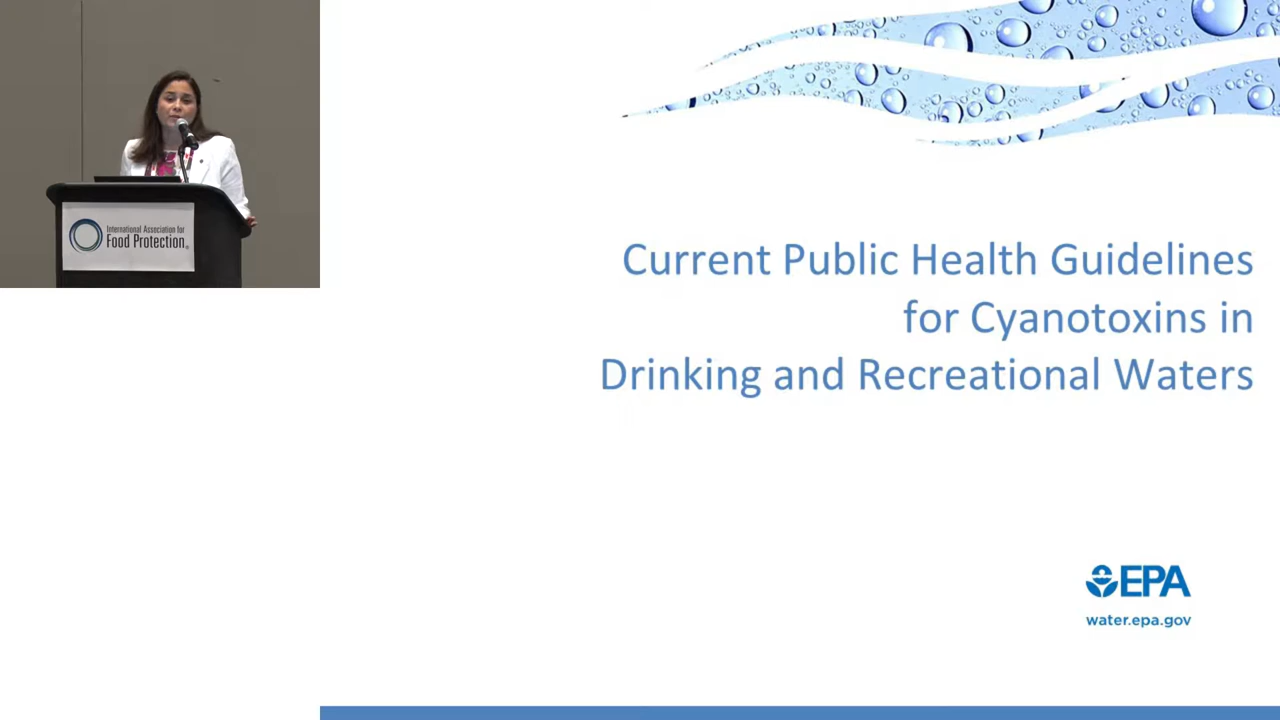 International Association for
Food Protection®
Current Public Health Guidelines
for Cyanotoxins in
Drinking and Recreational Waters
EPA
water.epa.gov